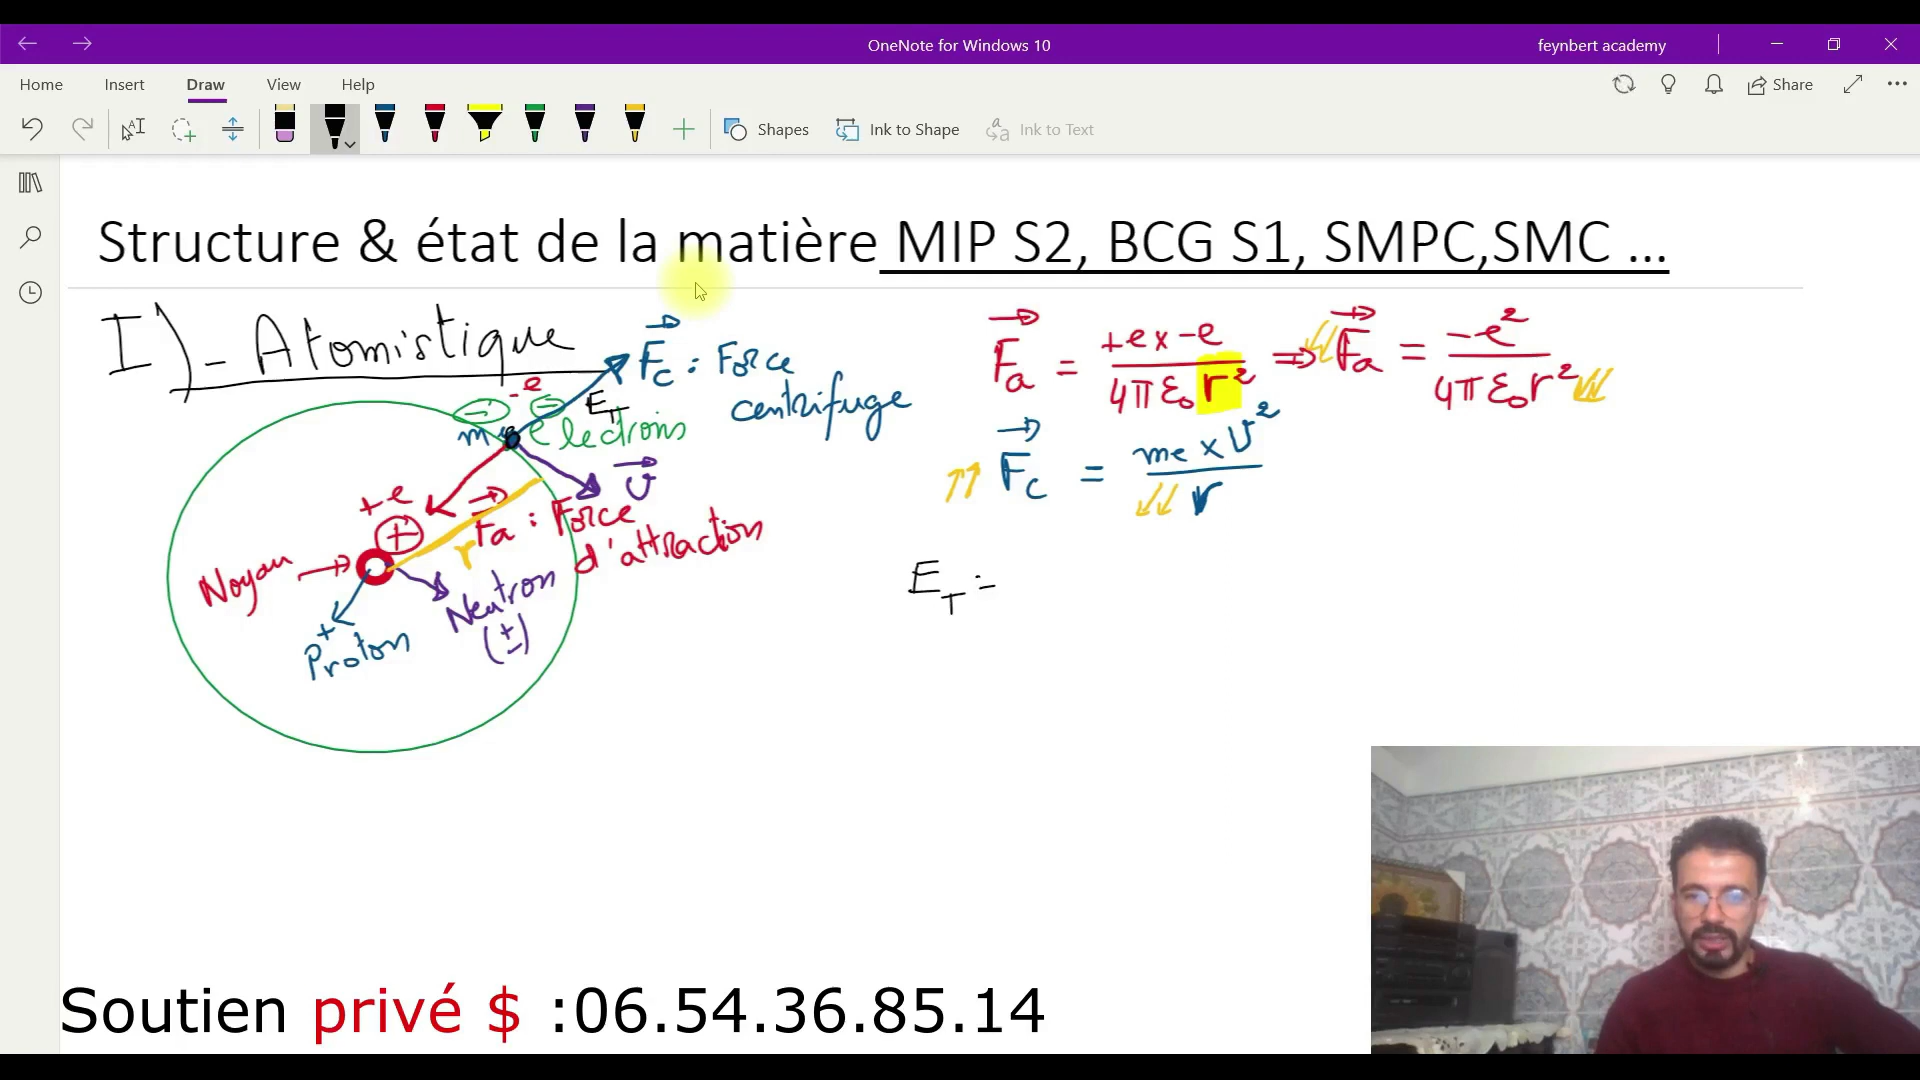 OneNote for Windows 10
feynbert academy
Home Insert Draw View Help
Share
Shapes Ink to Shape Ink to Text
Structure & état de la matière MIP S2, BCG S1, SMPC,SMC ...
I)- Atomistique
Fc : Force
centrifuge
-e
ET
m e electrons
v
+e
+
r
Fa : Force
d'attraction
Noyau
Neutron
(±)
+
Proton
Fa = +e x -e / 4πε₀r² ⇒ Fa = -e² / 4πε₀r²
Fc = me x v² / r
ET =
Soutien privé $ :06.54.36.85.14